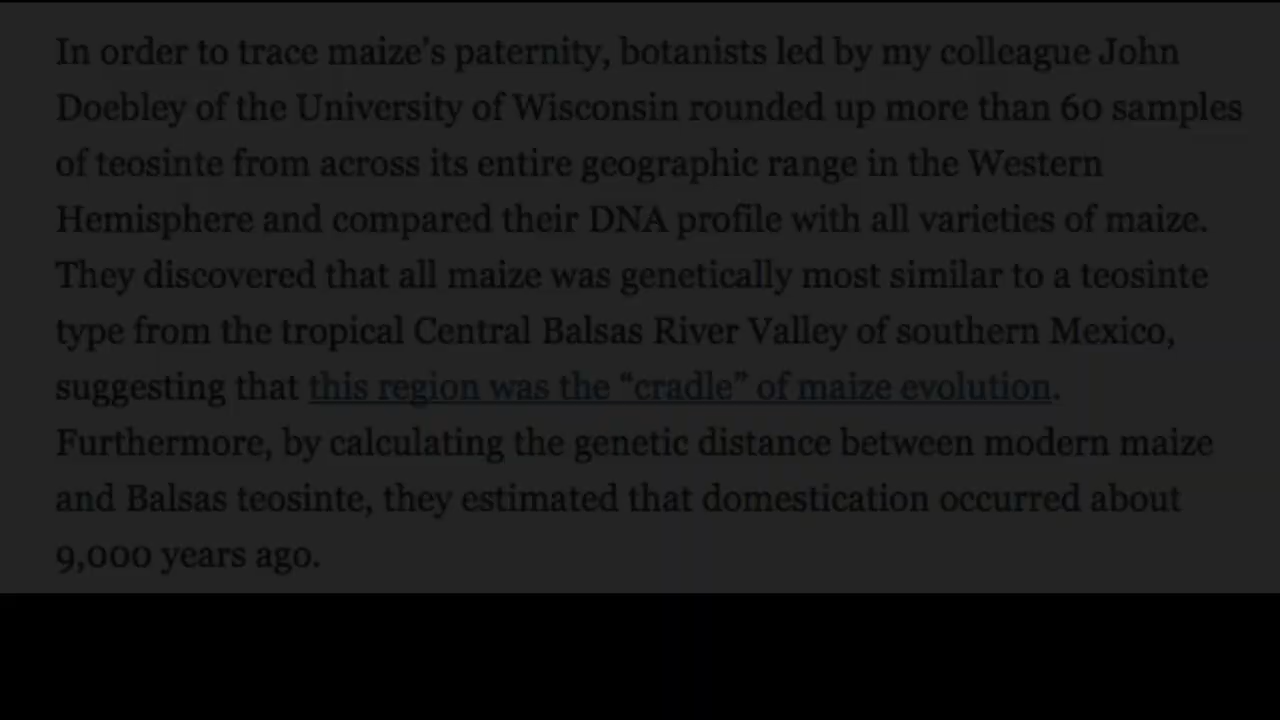 In order to trace maize's paternity, botanists led by my colleague John
Doebley of the University of Wisconsin rounded up more than 60 samples
of teosinte from across its entire geographic range in the Western
Hemisphere and compared their DNA profile with all varieties of maize.
They discovered that all maize was genetically most similar to a teosinte
type from the tropical Central Balsas River Valley of southern Mexico,
suggesting that this region was the “cradle” of maize evolution.
Furthermore, by calculating the genetic distance between modern maize
and Balsas teosinte, they estimated that domestication occurred about
9,000 years ago.